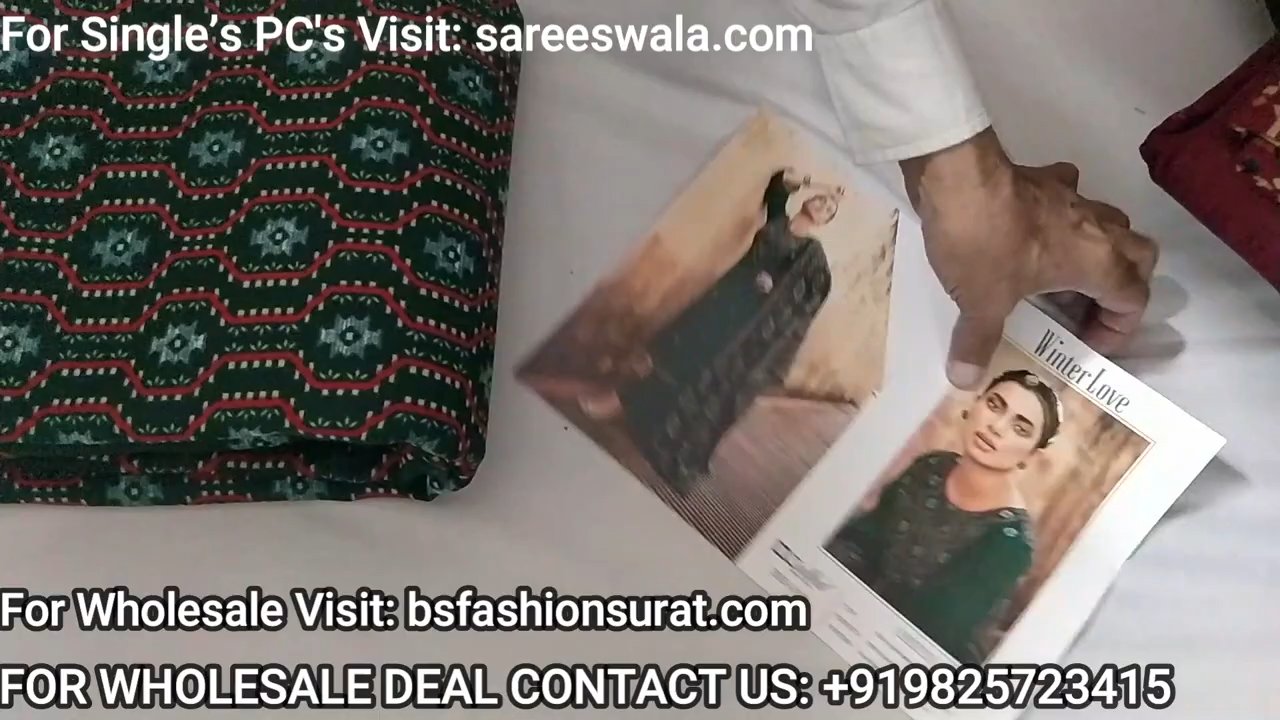 For Single’s PC's Visit: sareeswala.com
Winter Love
For Wholesale Visit: bsfashionsurat.com
FOR WHOLESALE DEAL CONTACT US: +919825723415